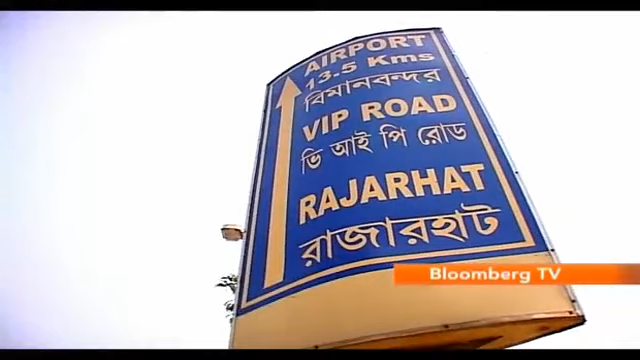 AIRPORT
13.5 Kms
বিমানবন্দর
VIP ROAD
ভি আই পি রোড
RAJARHAT
রাজারহাট
Bloomberg TV